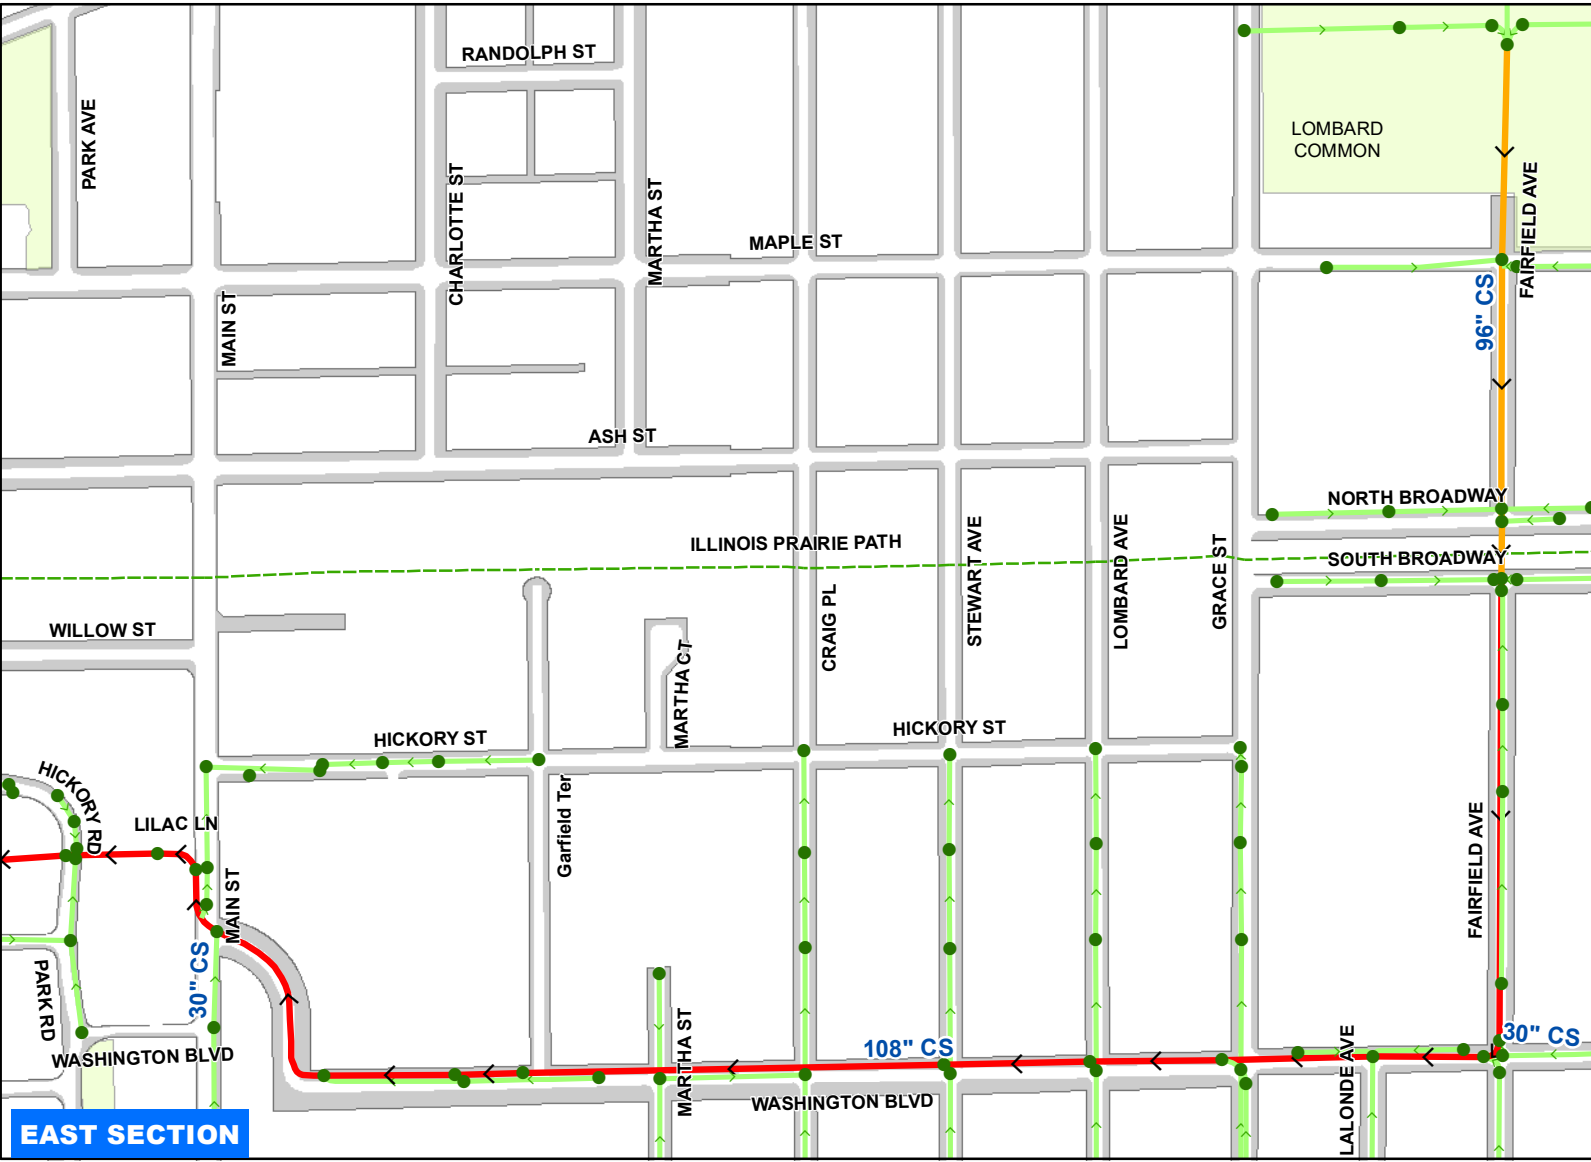 RANDOLPH ST
PARK AVE
LOMBARD
COMMON
CHARLOTTE ST
MARTHA ST
FAIRFIELD AVE
MAPLE ST
MAIN ST
96" CS
ASH ST
NORTH BROADWAY
ILLINOIS PRAIRIE PATH
SOUTH BROADWAY
STEWART AVE
LOMBARD AVE
GRACE ST
WILLOW ST
CRAIG PL
MARTHA CT
HICKORY ST
HICKORY ST
HICKORY RD
LILAC LN
Garfield Ter
FAIRFIELD AVE
MAIN ST
30" CS
PARK RD
WASHINGTON BLVD
MARTHA ST
108" CS
WASHINGTON BLVD
LALONDE AVE
30" CS
EAST SECTION